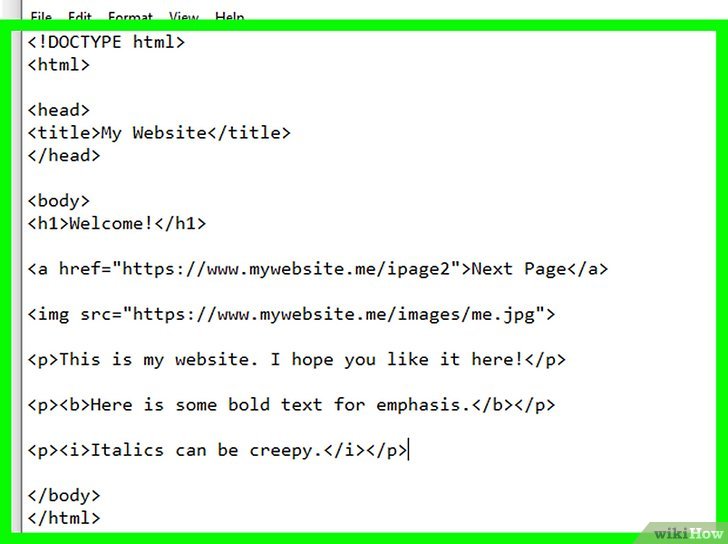 File Edit Format View Help
<!DOCTYPE html>
<html>
<head>
<title>My Website</title>
</head>
<body>
<h1>Welcome!</h1>
<a href="https://www.mywebsite.me/ipage2">Next Page</a>
<img src="https://www.mywebsite.me/images/me.jpg">
<p>This is my website. I hope you like it here!</p>
<p><b>Here is some bold text for emphasis.</b></p>
<p><i>Italics can be creepy.</i></p>
</body>
</html>
wikiHow